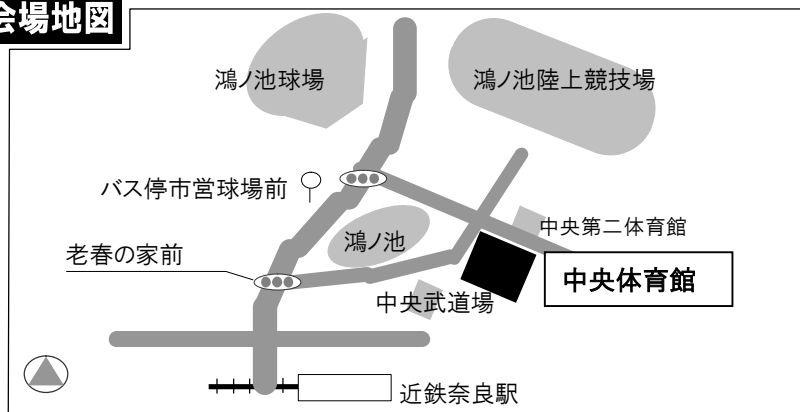 会場地図
鴻ノ池球場
鴻ノ池陸上競技場
バス停市営球場前
中央第二体育館
鴻ノ池
老春の家前
中央体育館
中央武道場
近鉄奈良駅